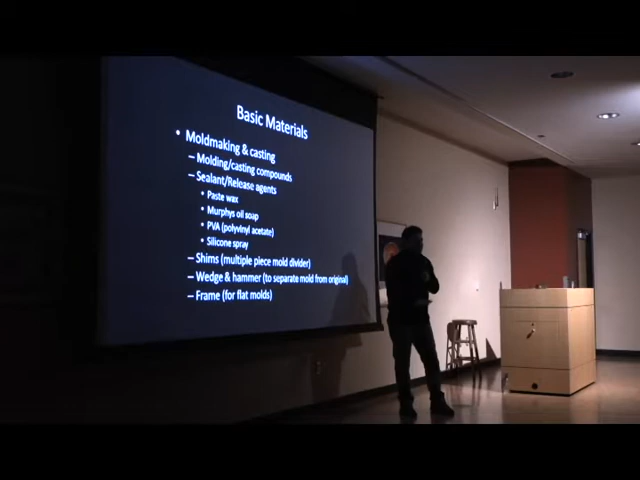 Basic Materials
• Moldmaking & casting
– Molding/casting compounds
– Sealant/Release agents
• Paste wax
• Murphys oil soap
• PVA (polyvinyl acetate)
• Silicone spray
– Shims (multiple piece mold divider)
– Wedge & hammer (to separate mold from original)
– Frame (for flat molds)